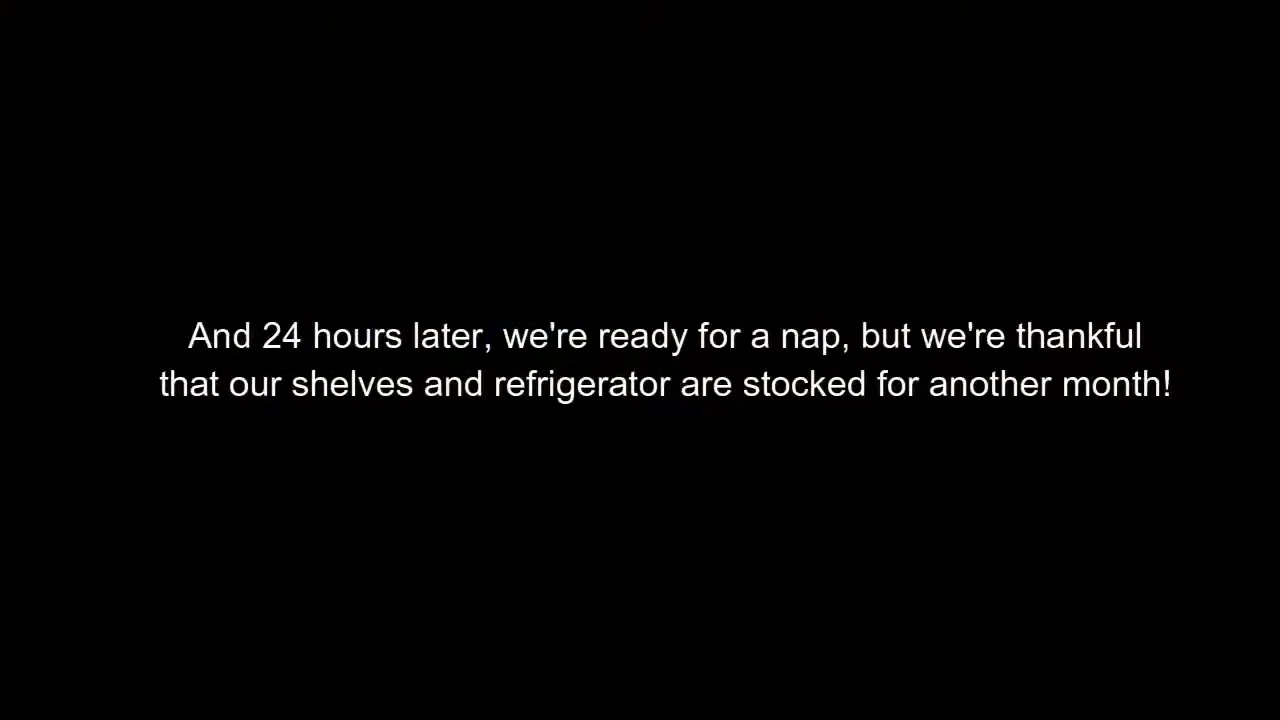 And 24 hours later, we're ready for a nap, but we're thankful
that our shelves and refrigerator are stocked for another month!